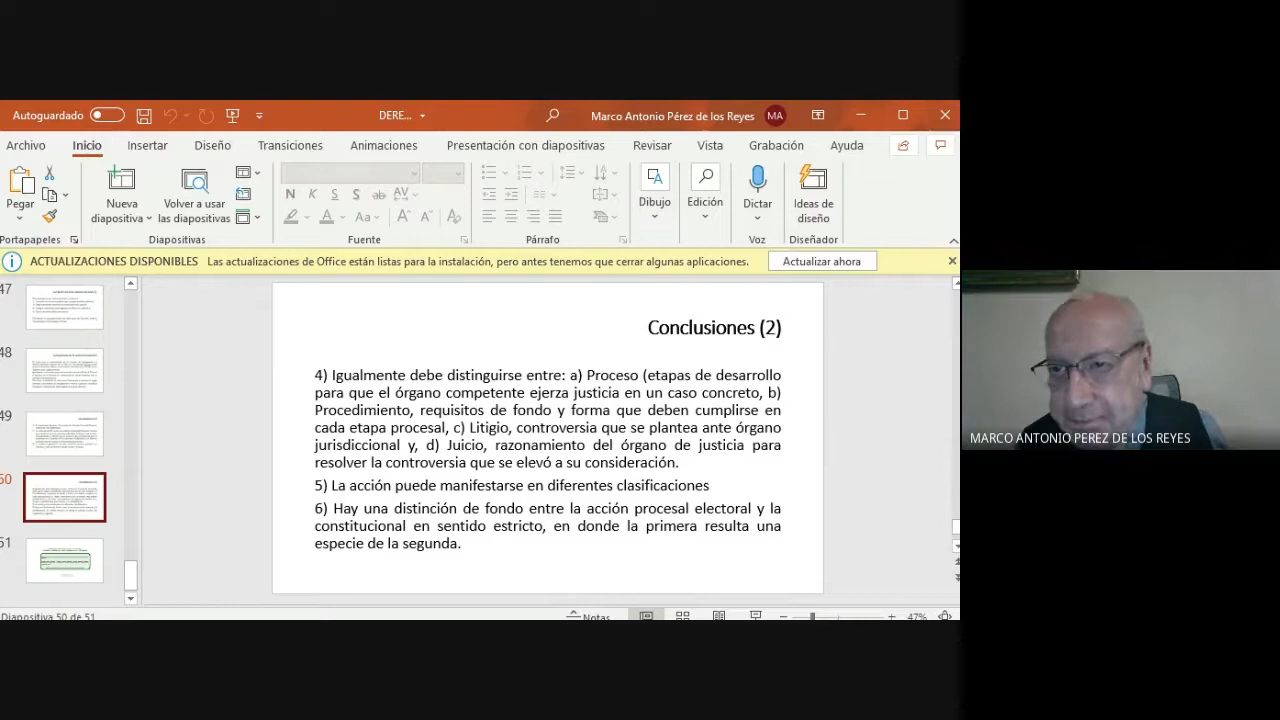 Autoguardado
DERE...
Marco Antonio Pérez de los Reyes
MA
Archivo
Inicio
Insertar
Diseño
Transiciones
Animaciones
Presentación con diapositivas
Revisar
Vista
Grabación
Ayuda
Pegar
Nueva
diapositiva
Volver a usar
las diapositivas
N K S S ab AV
Aa A A
Dibujo
Edición
Dictar
Ideas de
diseño
Portapapeles
Diapositivas
Fuente
Párrafo
Voz
Diseñador
ACTUALIZACIONES DISPONIBLES Las actualizaciones de Office están listas para la instalación, pero antes tenemos que cerrar algunas aplicaciones.
Actualizar ahora
47
48
49
50
51
Conclusiones (2)
4) Igualmente debe distinguirse entre: a) Proceso (etapas de desarrollo
para que el órgano competente ejerza justicia en un caso concreto, b)
Procedimiento, requisitos de fondo y forma que deben cumplirse en
cada etapa procesal, c) Litigio, controversia que se plantea ante órgano
jurisdiccional y, d) Juicio, razonamiento del órgano de justicia para
resolver la controversia que se elevó a su consideración.
5) La acción puede manifestarse en diferentes clasificaciones
6) Hay una distinción de fondo entre la acción procesal electoral y la
constitucional en sentido estricto, en donde la primera resulta una
especie de la segunda.
Diapositiva 50 de 51
Notas
47%
MARCO ANTONIO PEREZ DE LOS REYES